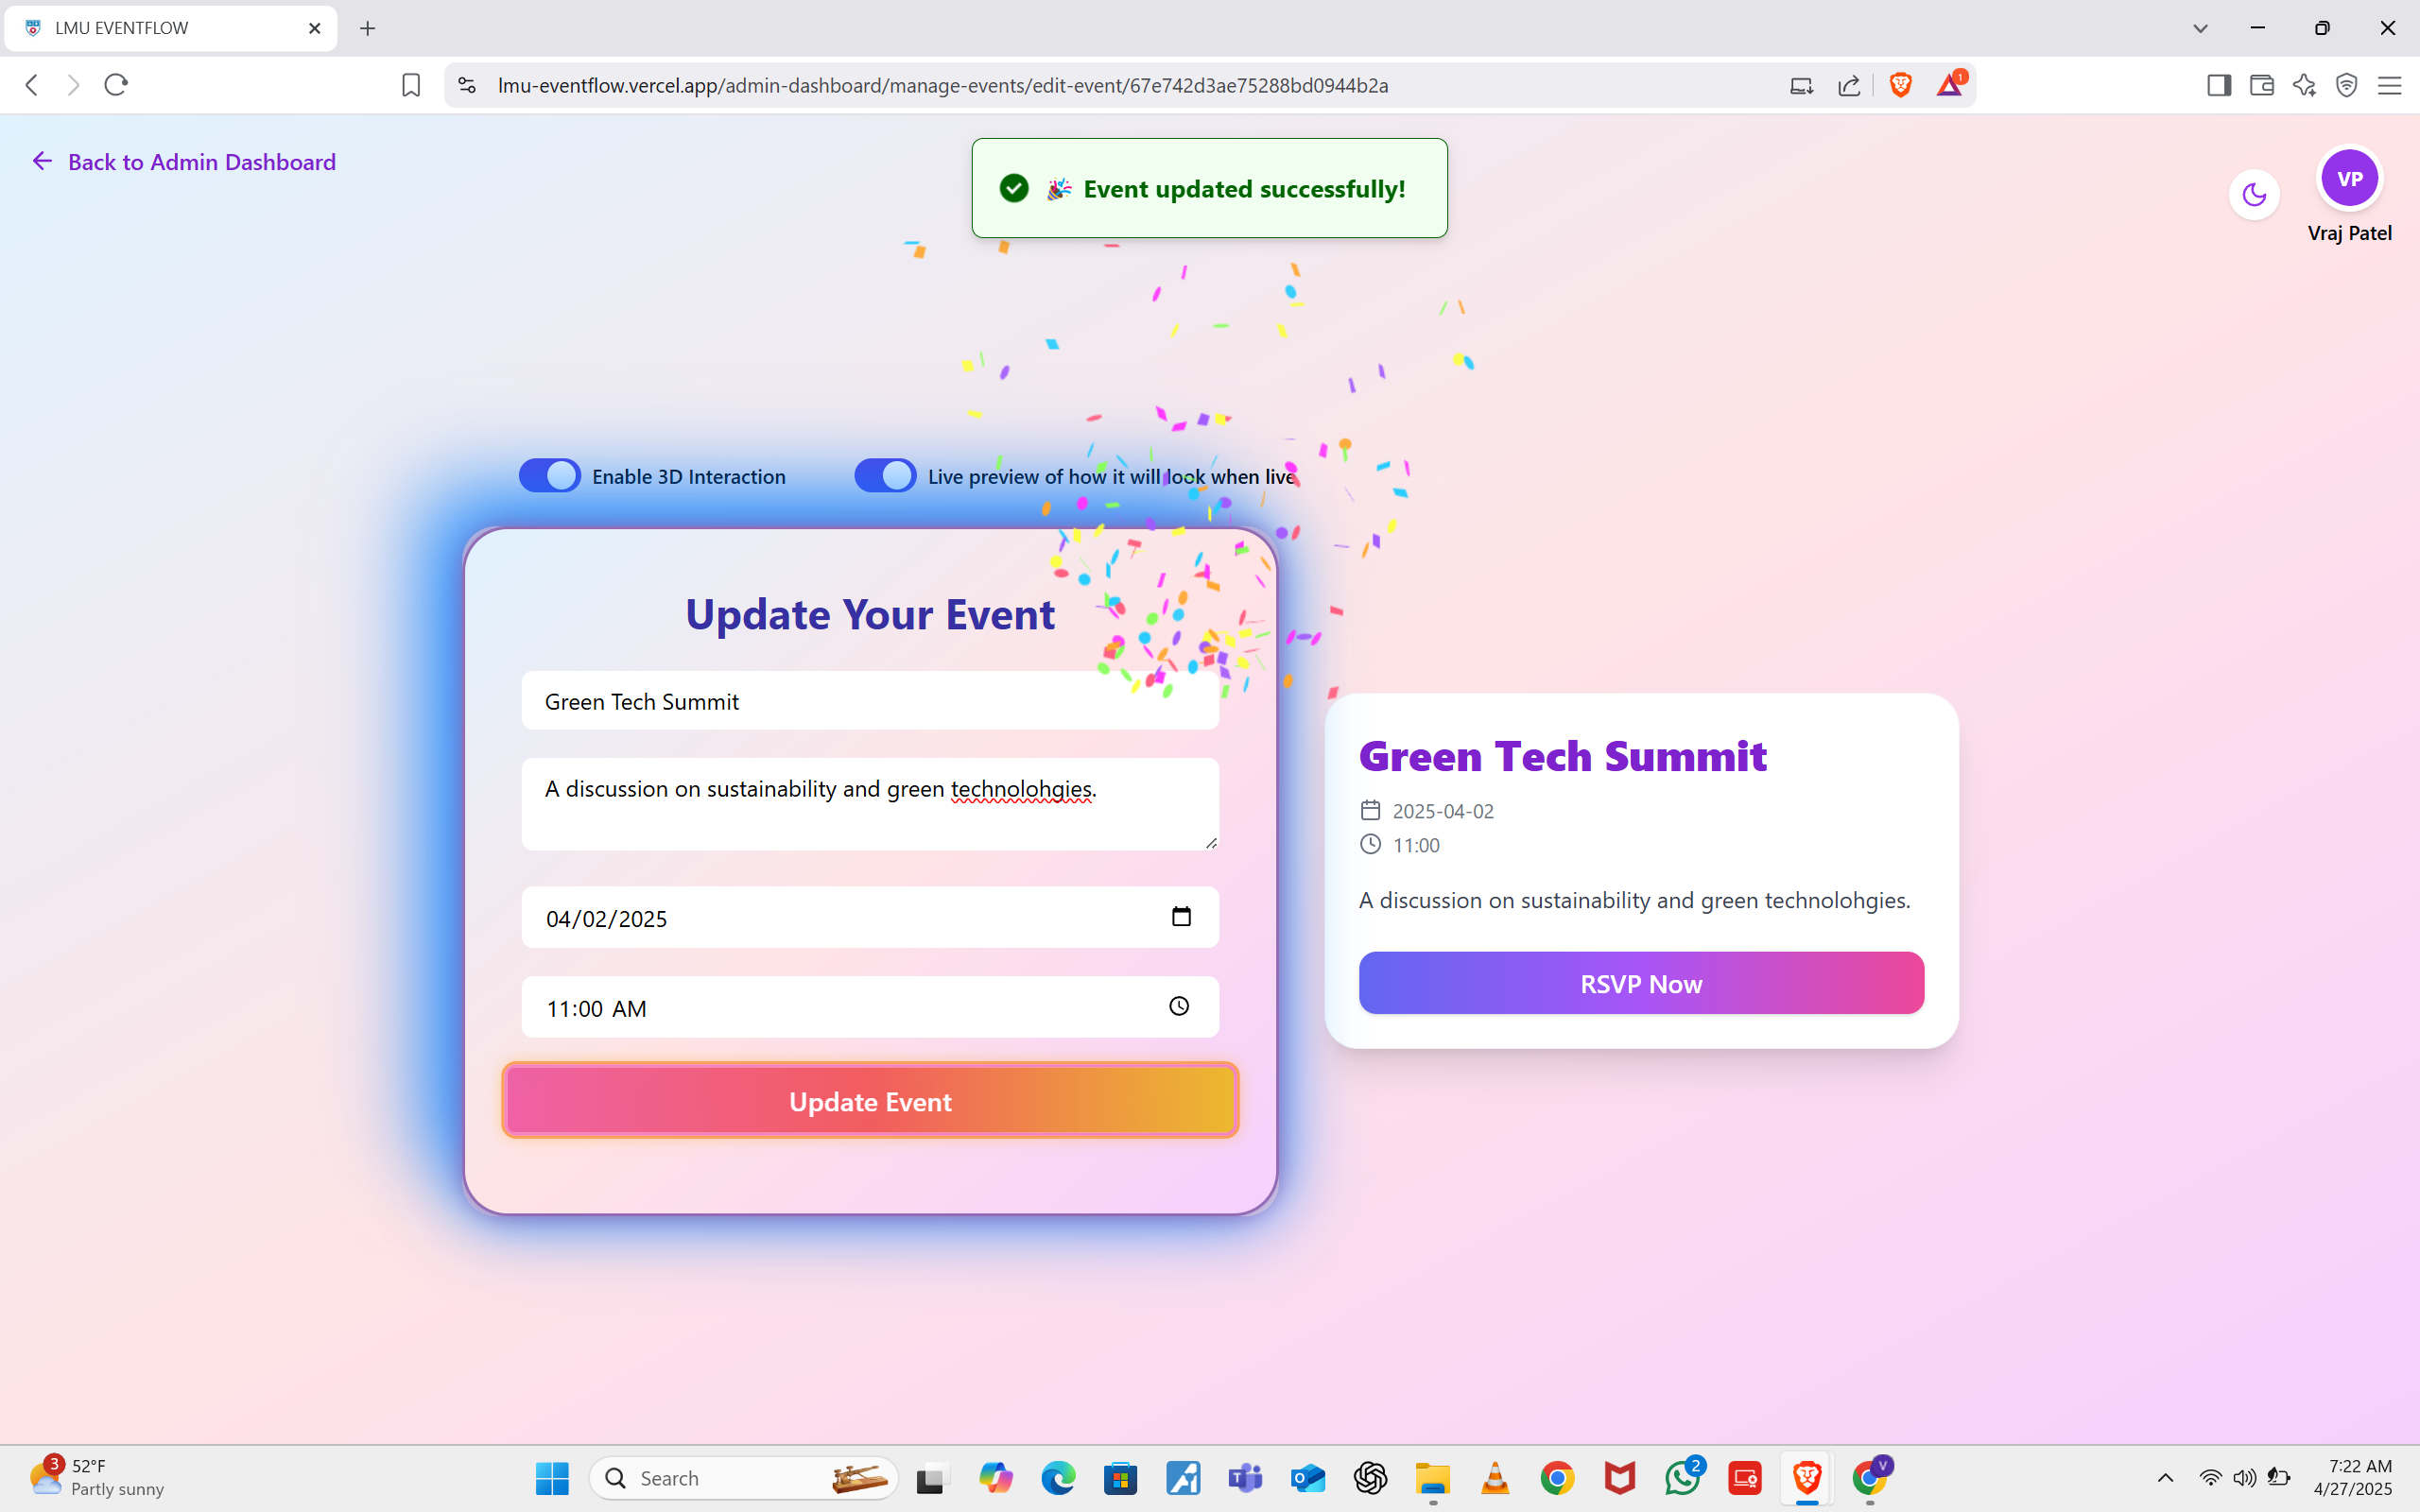 LMU EVENTFLOW
lmu-eventflow.vercel.app/admin-dashboard/manage-events/edit-event/67e742d3ae75288bd0944b2a
1
Back to Admin Dashboard
🎉 Event updated successfully!
VP
Vraj Patel
Enable 3D Interaction
Live preview of how it will look when live
Update Your Event
Green Tech Summit
A discussion on sustainability and green technolohgies.
04/02/2025
11:00 AM
Update Event
Green Tech Summit
2025-04-02
11:00
A discussion on sustainability and green technolohgies.
RSVP Now
3
52°F
Partly sunny
Search
2
V
7:22 AM
4/27/2025